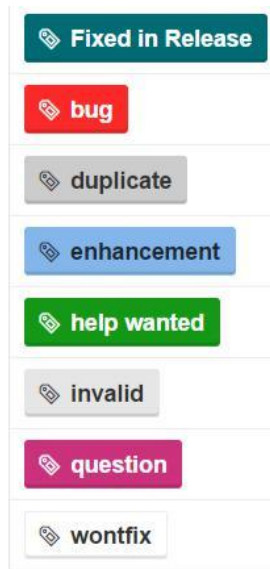 Fixed in Release
bug
duplicate
enhancement
help wanted
invalid
question
wontfix